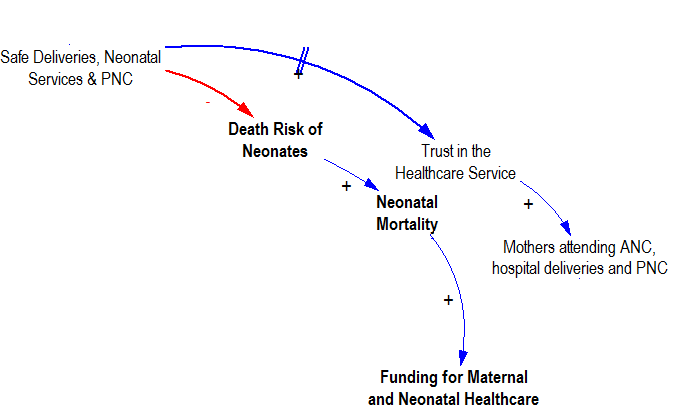 Safe Deliveries, Neonatal
Services & PNC
+
-
Death Risk of
Neonates
Trust in the
Healthcare Service
+
Neonatal
Mortality
+
Mothers attending ANC,
hospital deliveries and PNC
+
Funding for Maternal
and Neonatal Healthcare